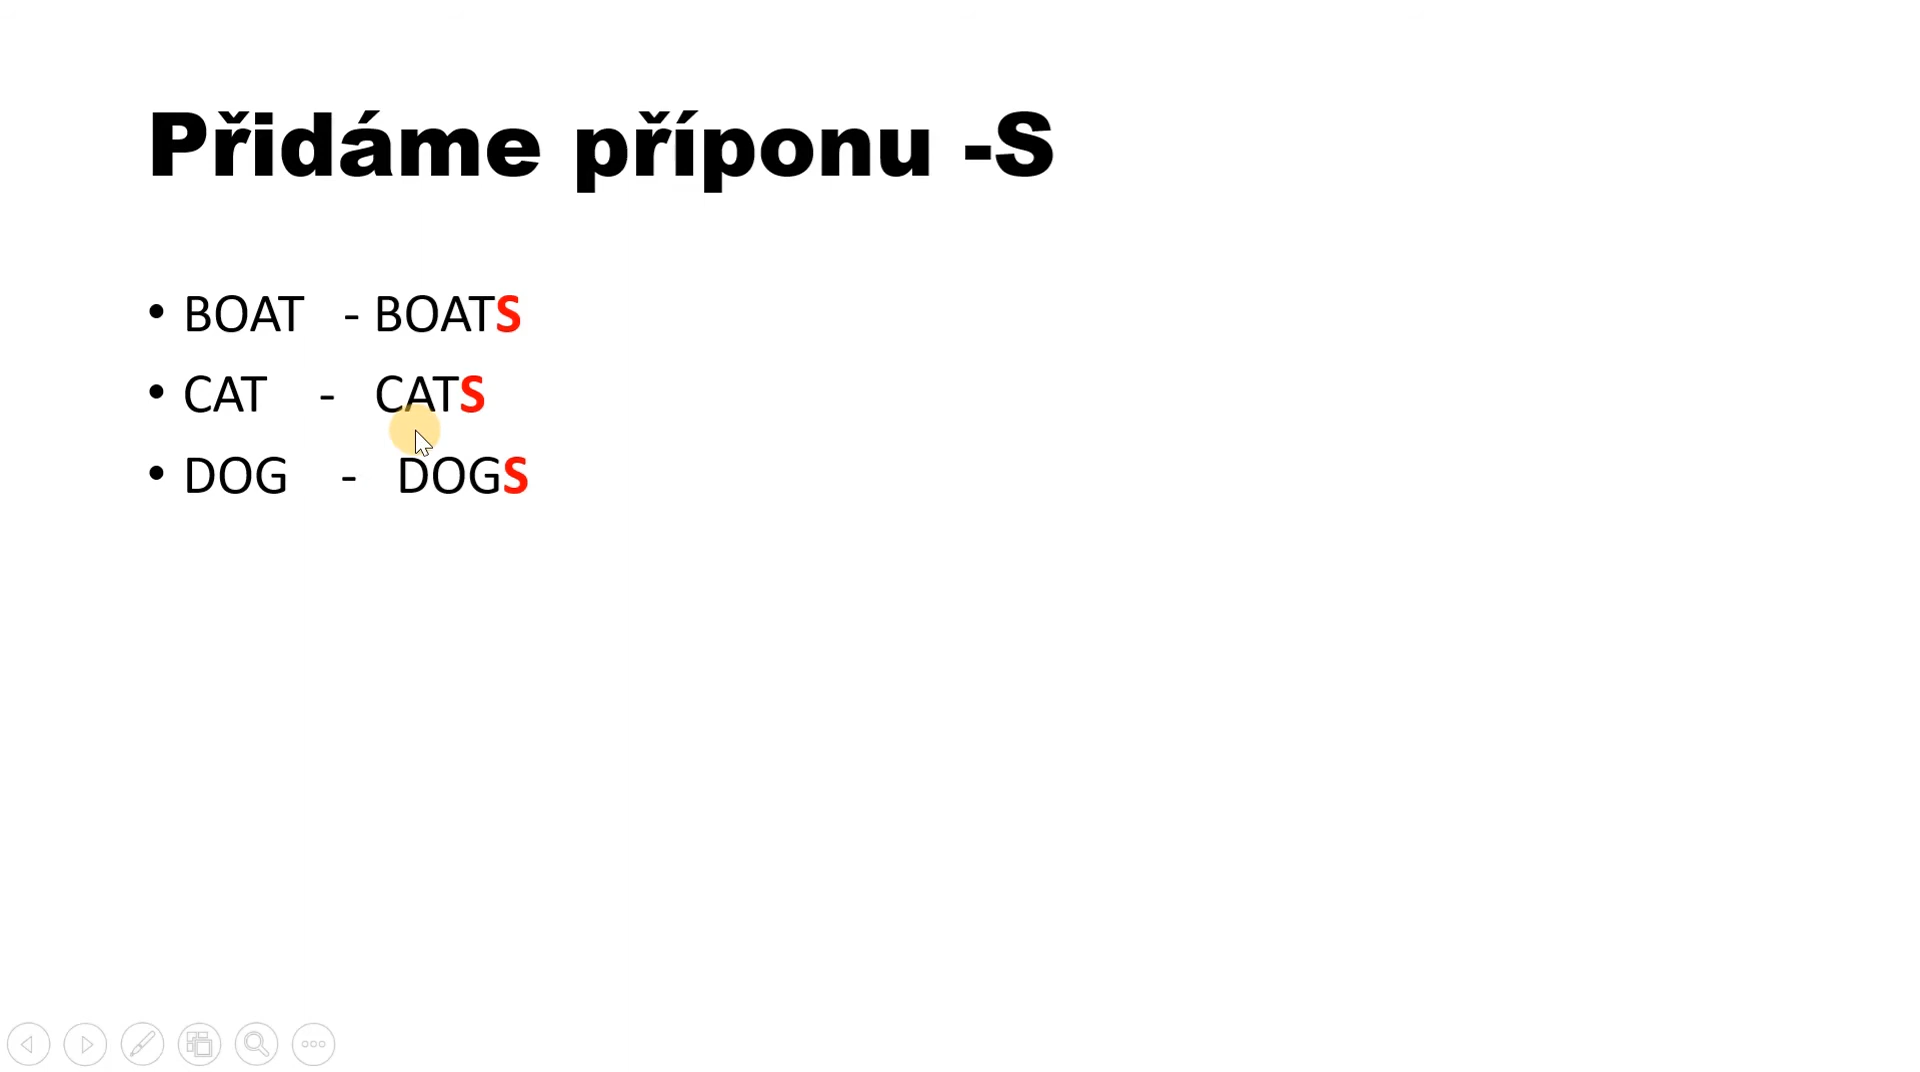 Přidáme příponu -S
• BOAT - BOATS
• CAT - CATS
• DOG - DOGS